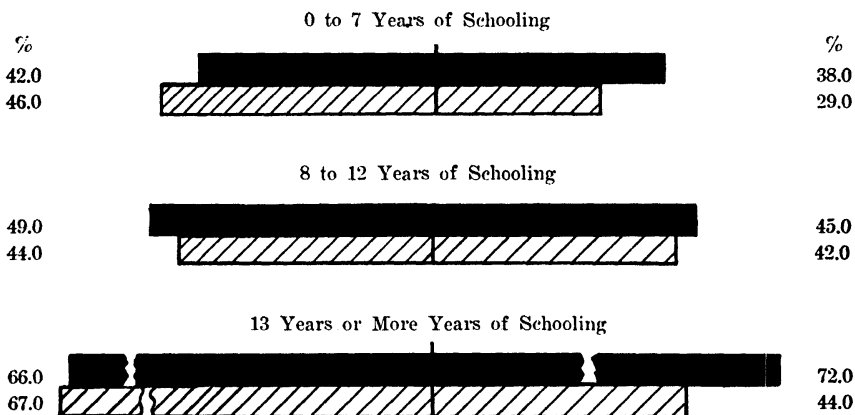 0 to 7 Years of Schooling
% %
42.0 38.0
46.0 29.0
8 to 12 Years of Schooling
49.0 45.0
44.0 42.0
13 Years or More Years of Schooling
66.0 72.0
67.0 44.0